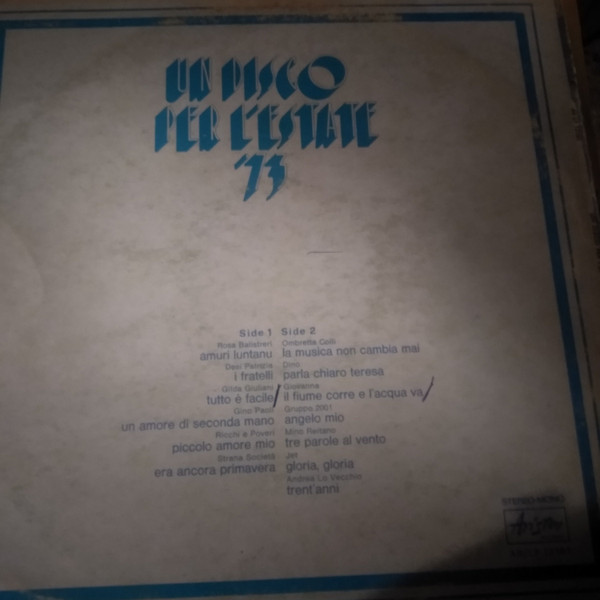 UN DISCO
PER L'ESTATE
'73
Side 1
Rosa Balistreri
amuri luntanu
i fratelli
Gilda Giuliani
tutto è facile
Gino Paoli
un amore di seconda mano
Ricchi e Poveri
piccolo amore mio
Strana Società
era ancora primavera
Side 2
Ombretta Colli
la musica non cambia mai
Dino
parla chiaro teresa
Giovanna
il fiume corre e l'acqua va
Gruppo 2001
angelo mio
Mino Reitano
tre parole al vento
Jet
gloria, gloria
Andrea Lo Vecchio
trent'anni
Ariston